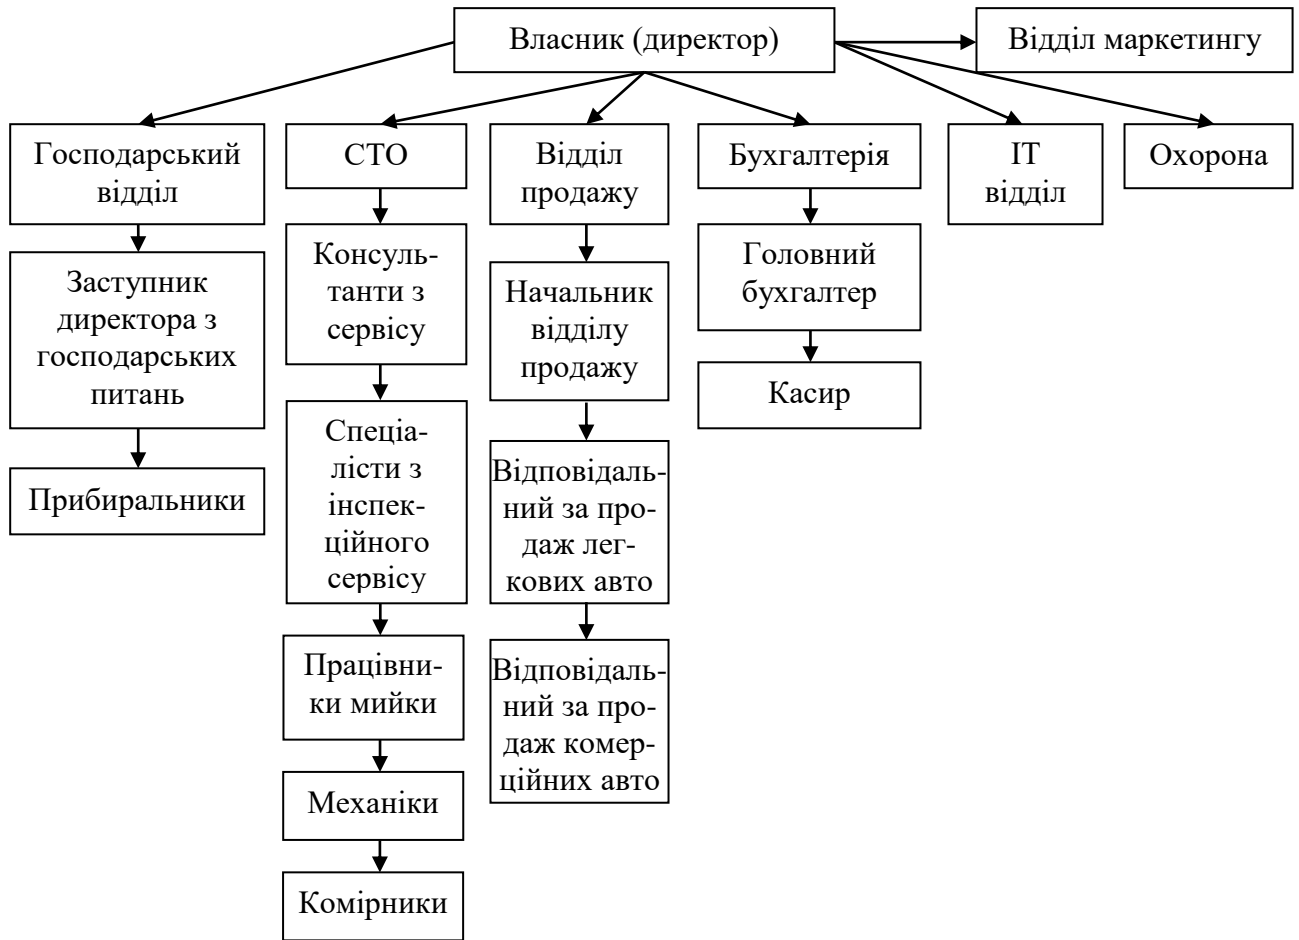 Власник (директор)
Відділ маркетингу
Господарський
відділ
СТО
Відділ
продажу
Бухгалтерія
ІТ
відділ
Охорона
Заступник
директора з
господарських
питань
Прибиральники
Консуль-
танти з
сервісу
Спеціа-
лісти з
інспек-
ційного
сервісу
Працівни-
ки мийки
Механіки
Комірники
Начальник
відділу
продажу
Відповідаль-
ний за про-
даж лег-
кових авто
Відповідаль-
ний за про-
даж комер-
ційних авто
Головний
бухгалтер
Касир